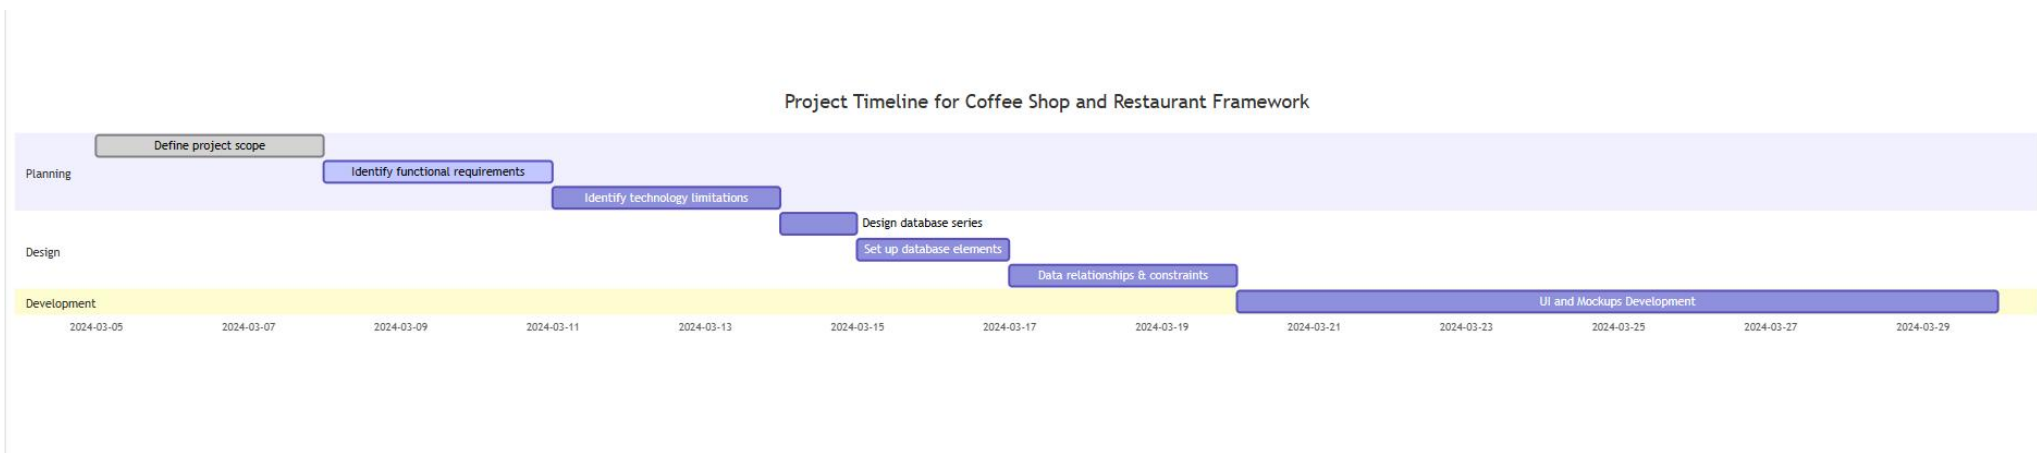 Project Timeline for Coffee Shop and Restaurant Framework
Define project scope
Identify functional requirements
Planning
Identify technology limitations
Design database series
Set up database elements
Design
Data relationships & constraints
UI and Mockups Development
Development
2024-03-05 2024-03-07 2024-03-09 2024-03-11 2024-03-13 2024-03-15 2024-03-17 2024-03-19 2024-03-21 2024-03-23 2024-03-25 2024-03-27 2024-03-29